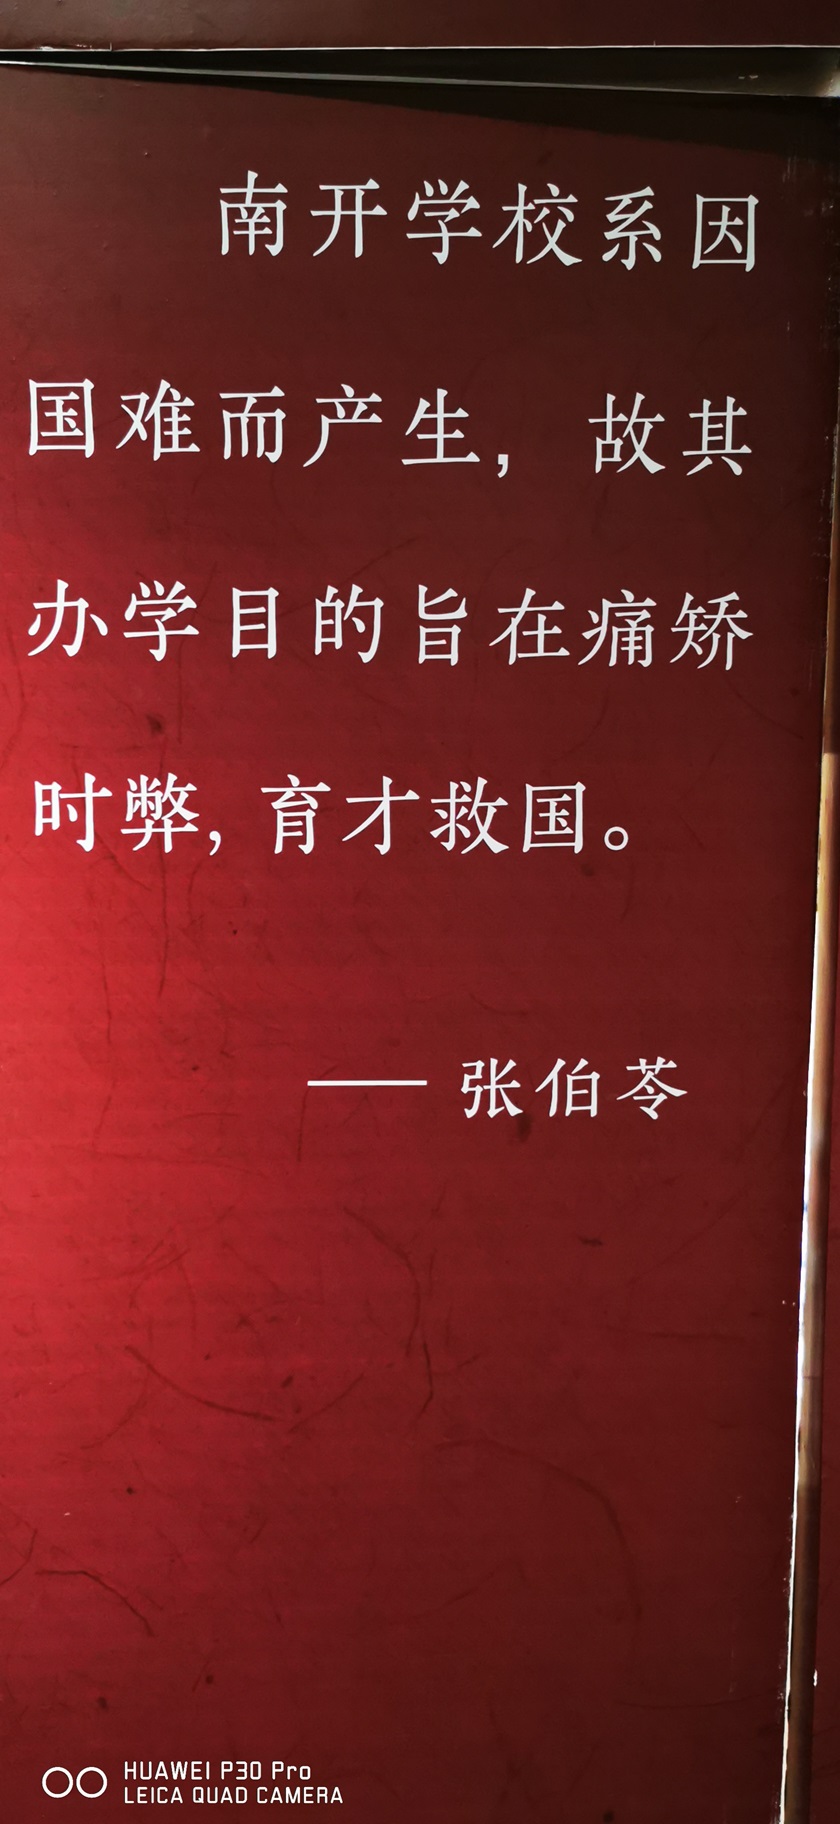 南开学校系因
国难而产生，故其
办学目的旨在痛矫
时弊，育才救国。
—— 张伯苓
HUAWEI P30 Pro
LEICA QUAD CAMERA